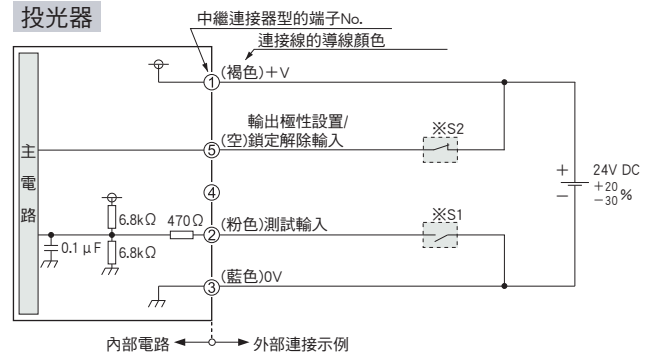 投光器
中繼連接器型的端子No.
連接線的導線顏色
主電路
① (褐色)+V
輸出極性設置/
⑤ (空)鎖定解除輸入
※S2
④
6.8kΩ
470Ω
② (粉色)測試輸入
※S1
0.1μF
6.8kΩ
③ (藍色)0V
+
−
24V DC
+20
−30 %
內部電路
外部連接示例